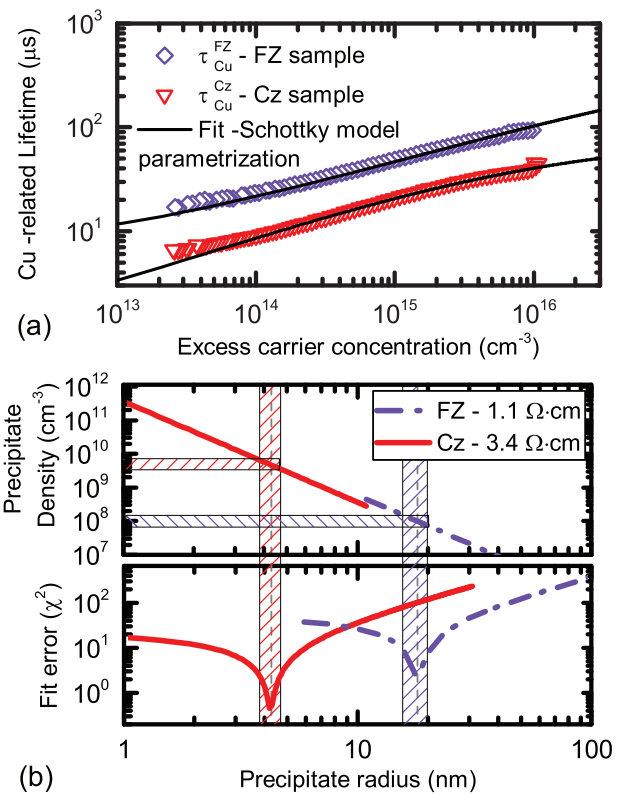 10³
10²
10¹
Cu -related Lifetime (μs)
τ_Cu^FZ - FZ sample
τ_Cu^Cz - Cz sample
Fit -Schottky model
parametrization
10¹³ 10¹⁴ 10¹⁵ 10¹⁶
(a)
Excess carrier concentration (cm⁻³)
10¹²
10¹¹
10¹⁰
10⁹
10⁸
10⁷
Precipitate
Density (cm⁻³)
FZ - 1.1 Ω·cm
Cz - 3.4 Ω·cm
10²
10¹
10⁰
Fit error (χ²)
1 10 100
(b)
Precipitate radius (nm)